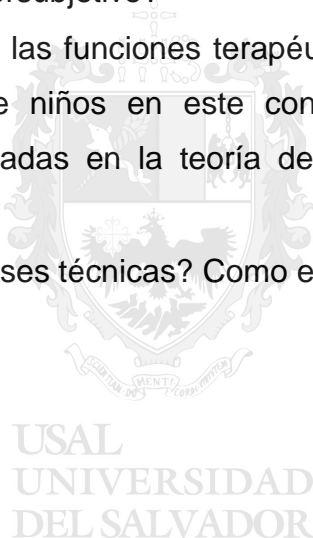 rsubjetivo?
las funciones terapéu
e niños en este con
adas en la teoría de
ses técnicas? Como e
USAL
UNIVERSIDAD
DEL SALVADOR